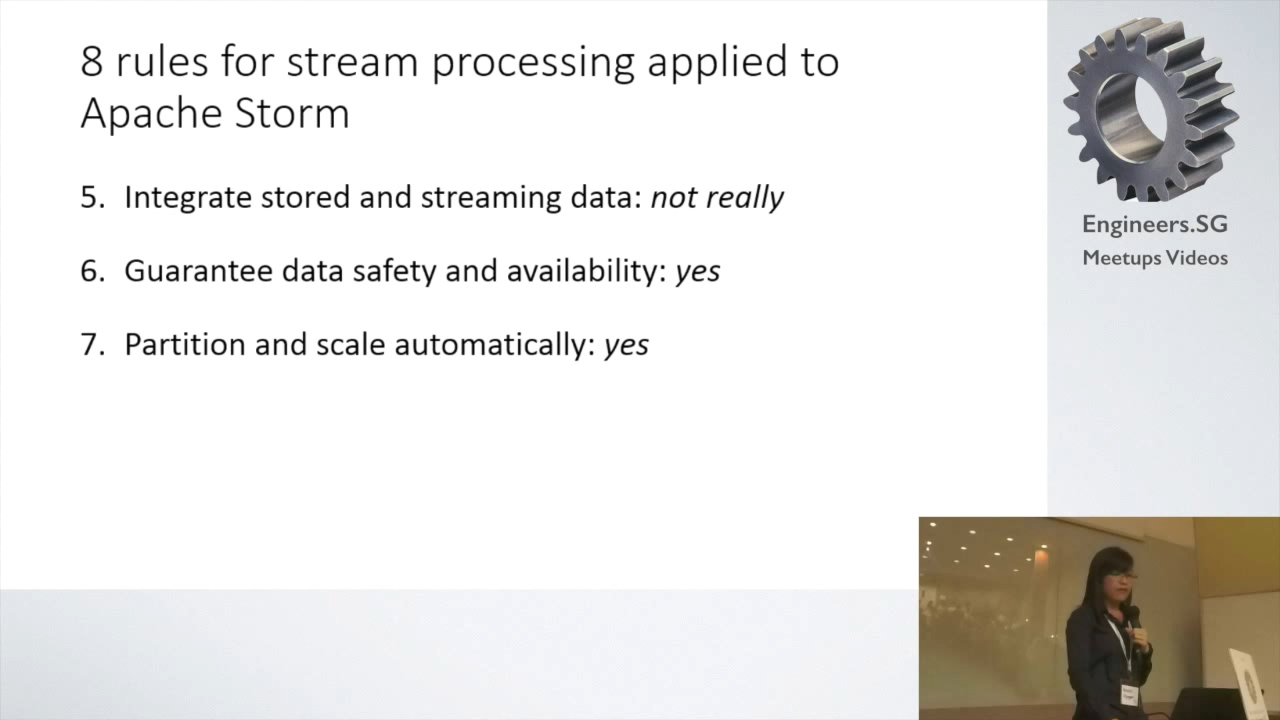 8 rules for stream processing applied to
Apache Storm
5. Integrate stored and streaming data: not really
6. Guarantee data safety and availability: yes
7. Partition and scale automatically: yes
Engineers.SG
Meetups Videos